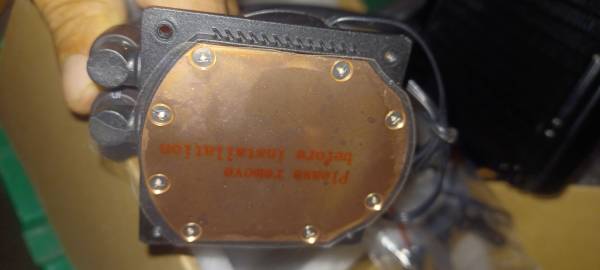 Please remove
before installation